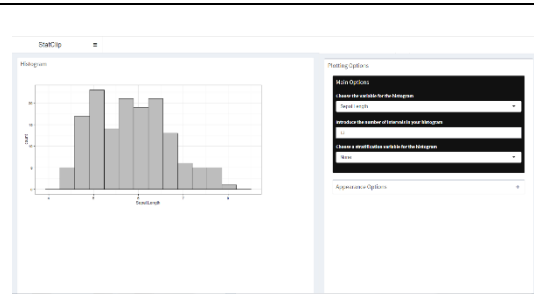 StatClip
Histogram
Plotting Options
Main Options
Choose the variable for the histogram
Sepal.Length
Introduce the number of intervals in your histogram
Choose a stratification variable for the histogram
None
Appearance Options
count
Sepal.Length